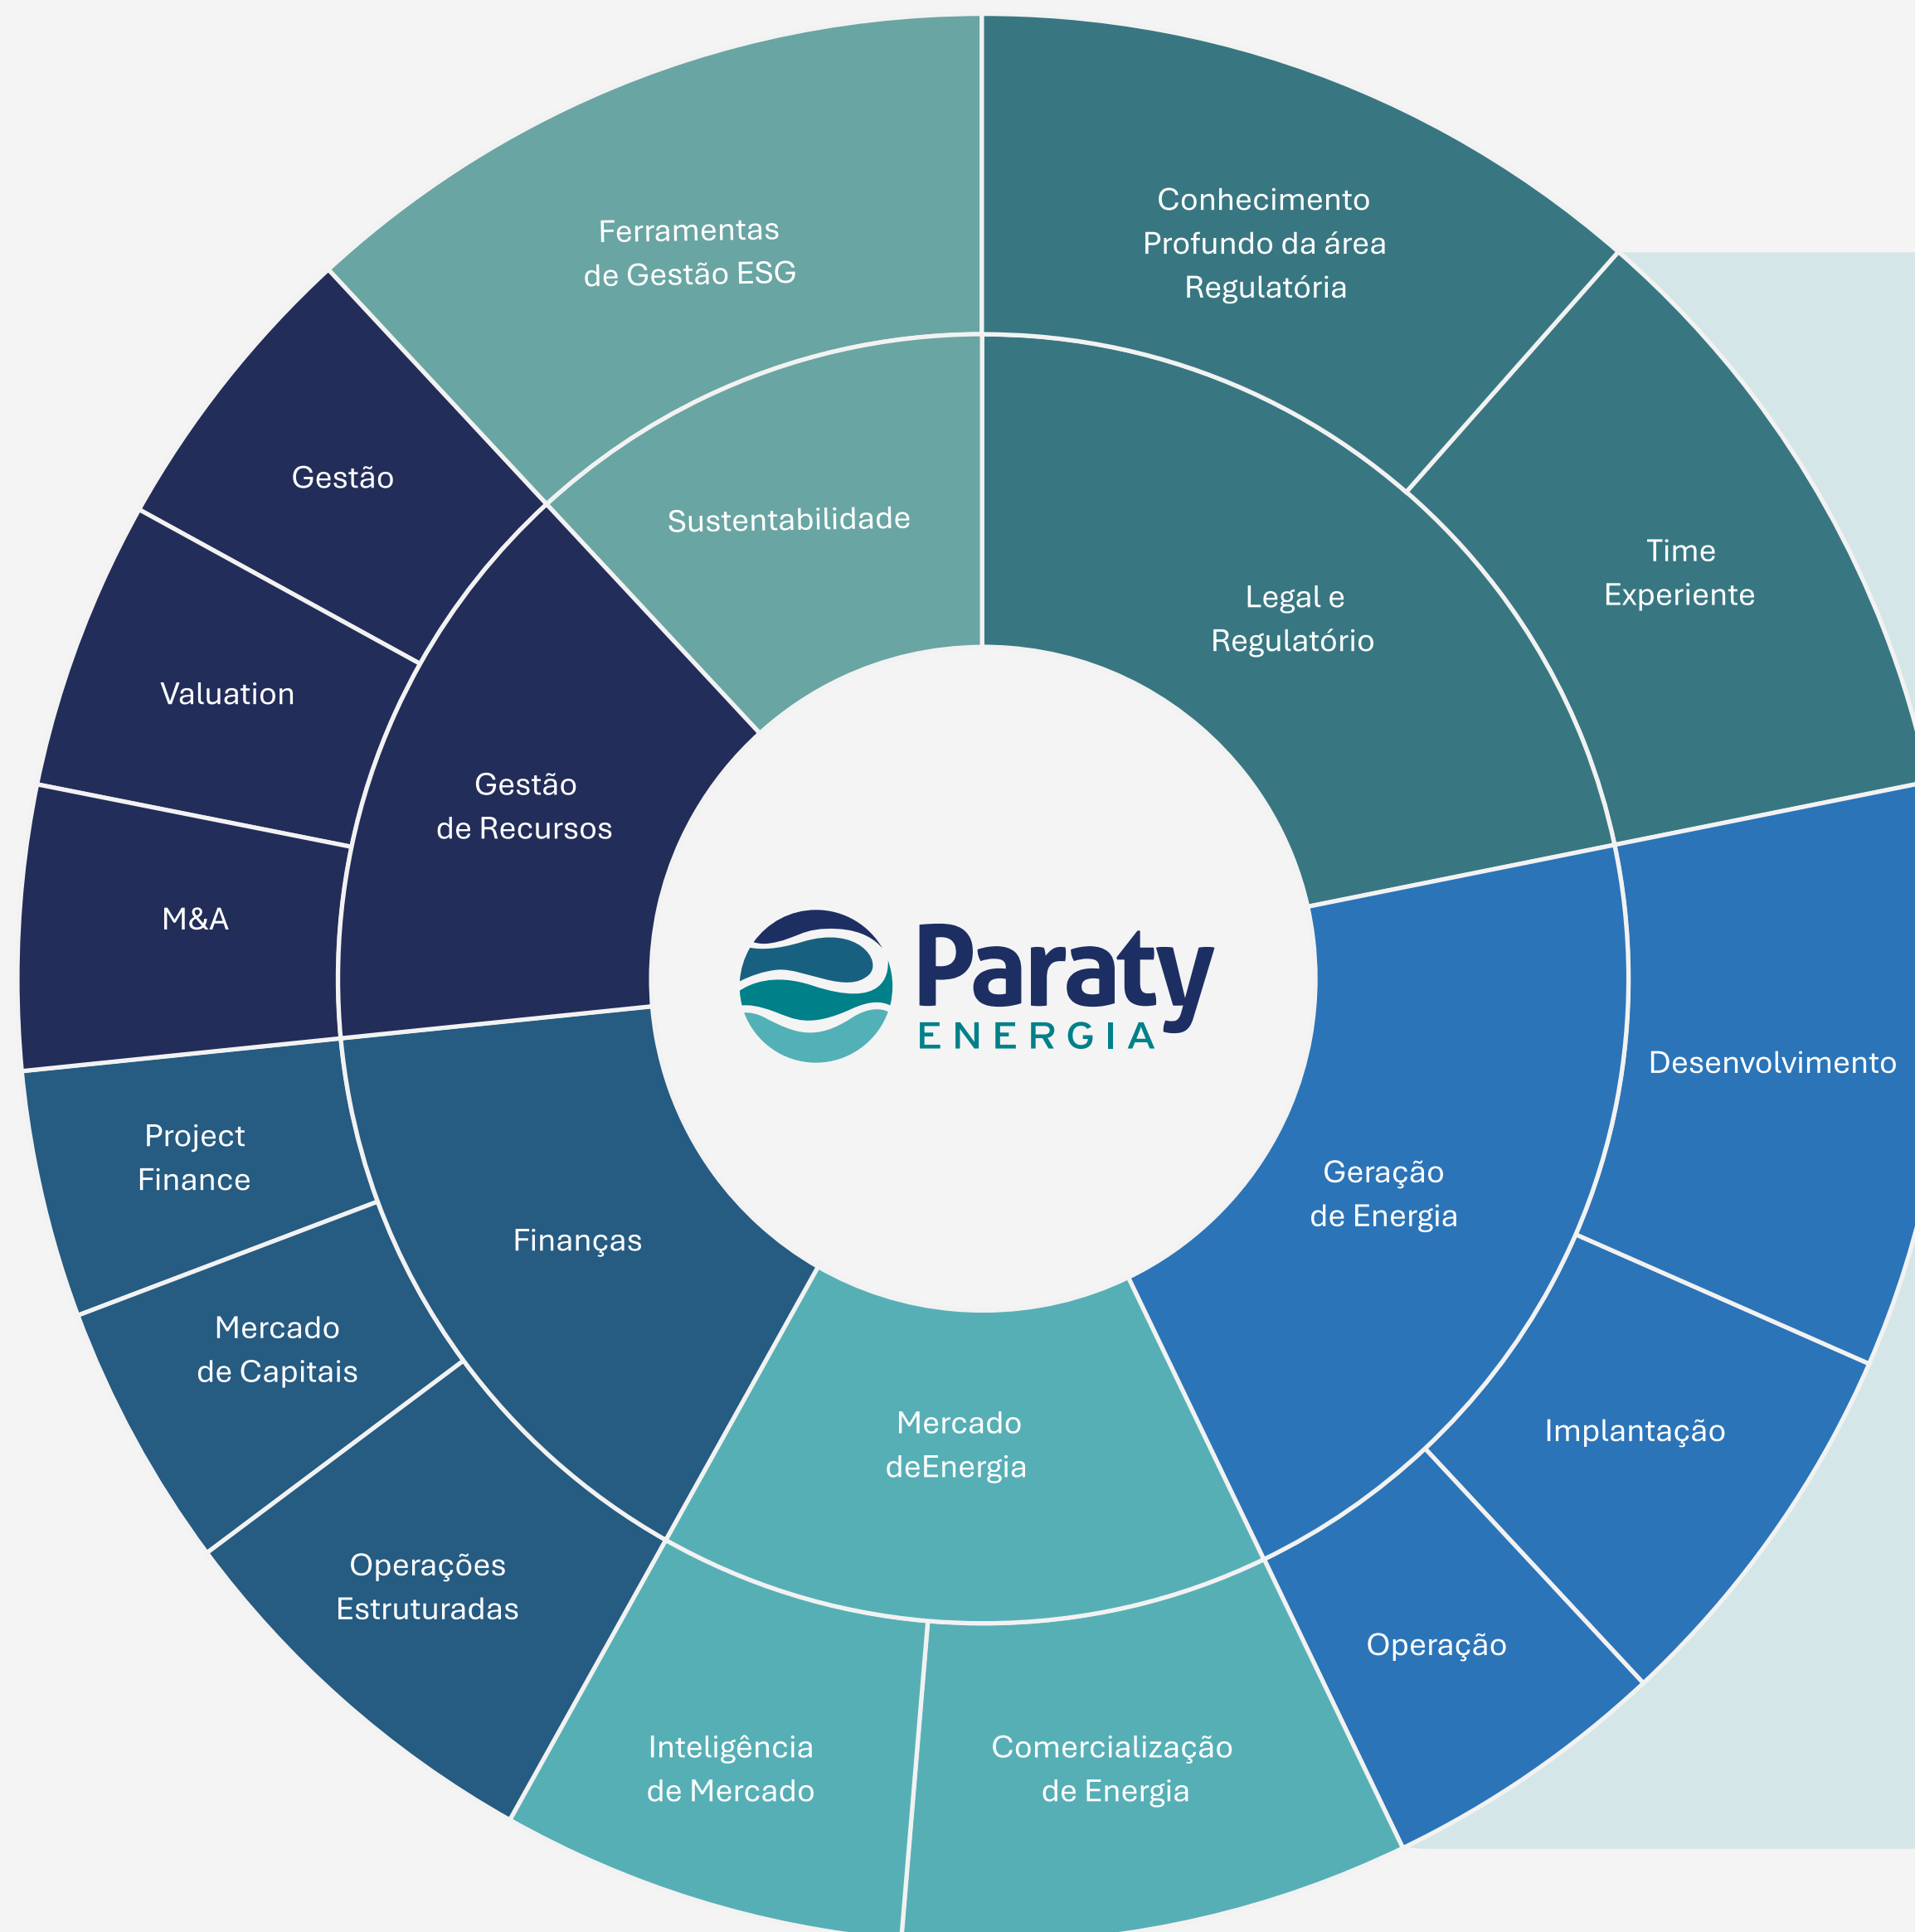 Ferramentas
de Gestão ESG
Conhecimento
Profundo da área
Regulatória
Time
Experiente
Sustentabilidade
Legal e
Regulatório
Gestão
Valuation
M&A
Gestão
de Recursos
Paraty
ENERGIA
Desenvolvimento
Geração
de Energia
Implantação
Operação
Project
Finance
Finanças
Mercado
de Capitais
Operações
Estruturadas
Mercado
deEnergia
Inteligência
de Mercado
Comercialização
de Energia